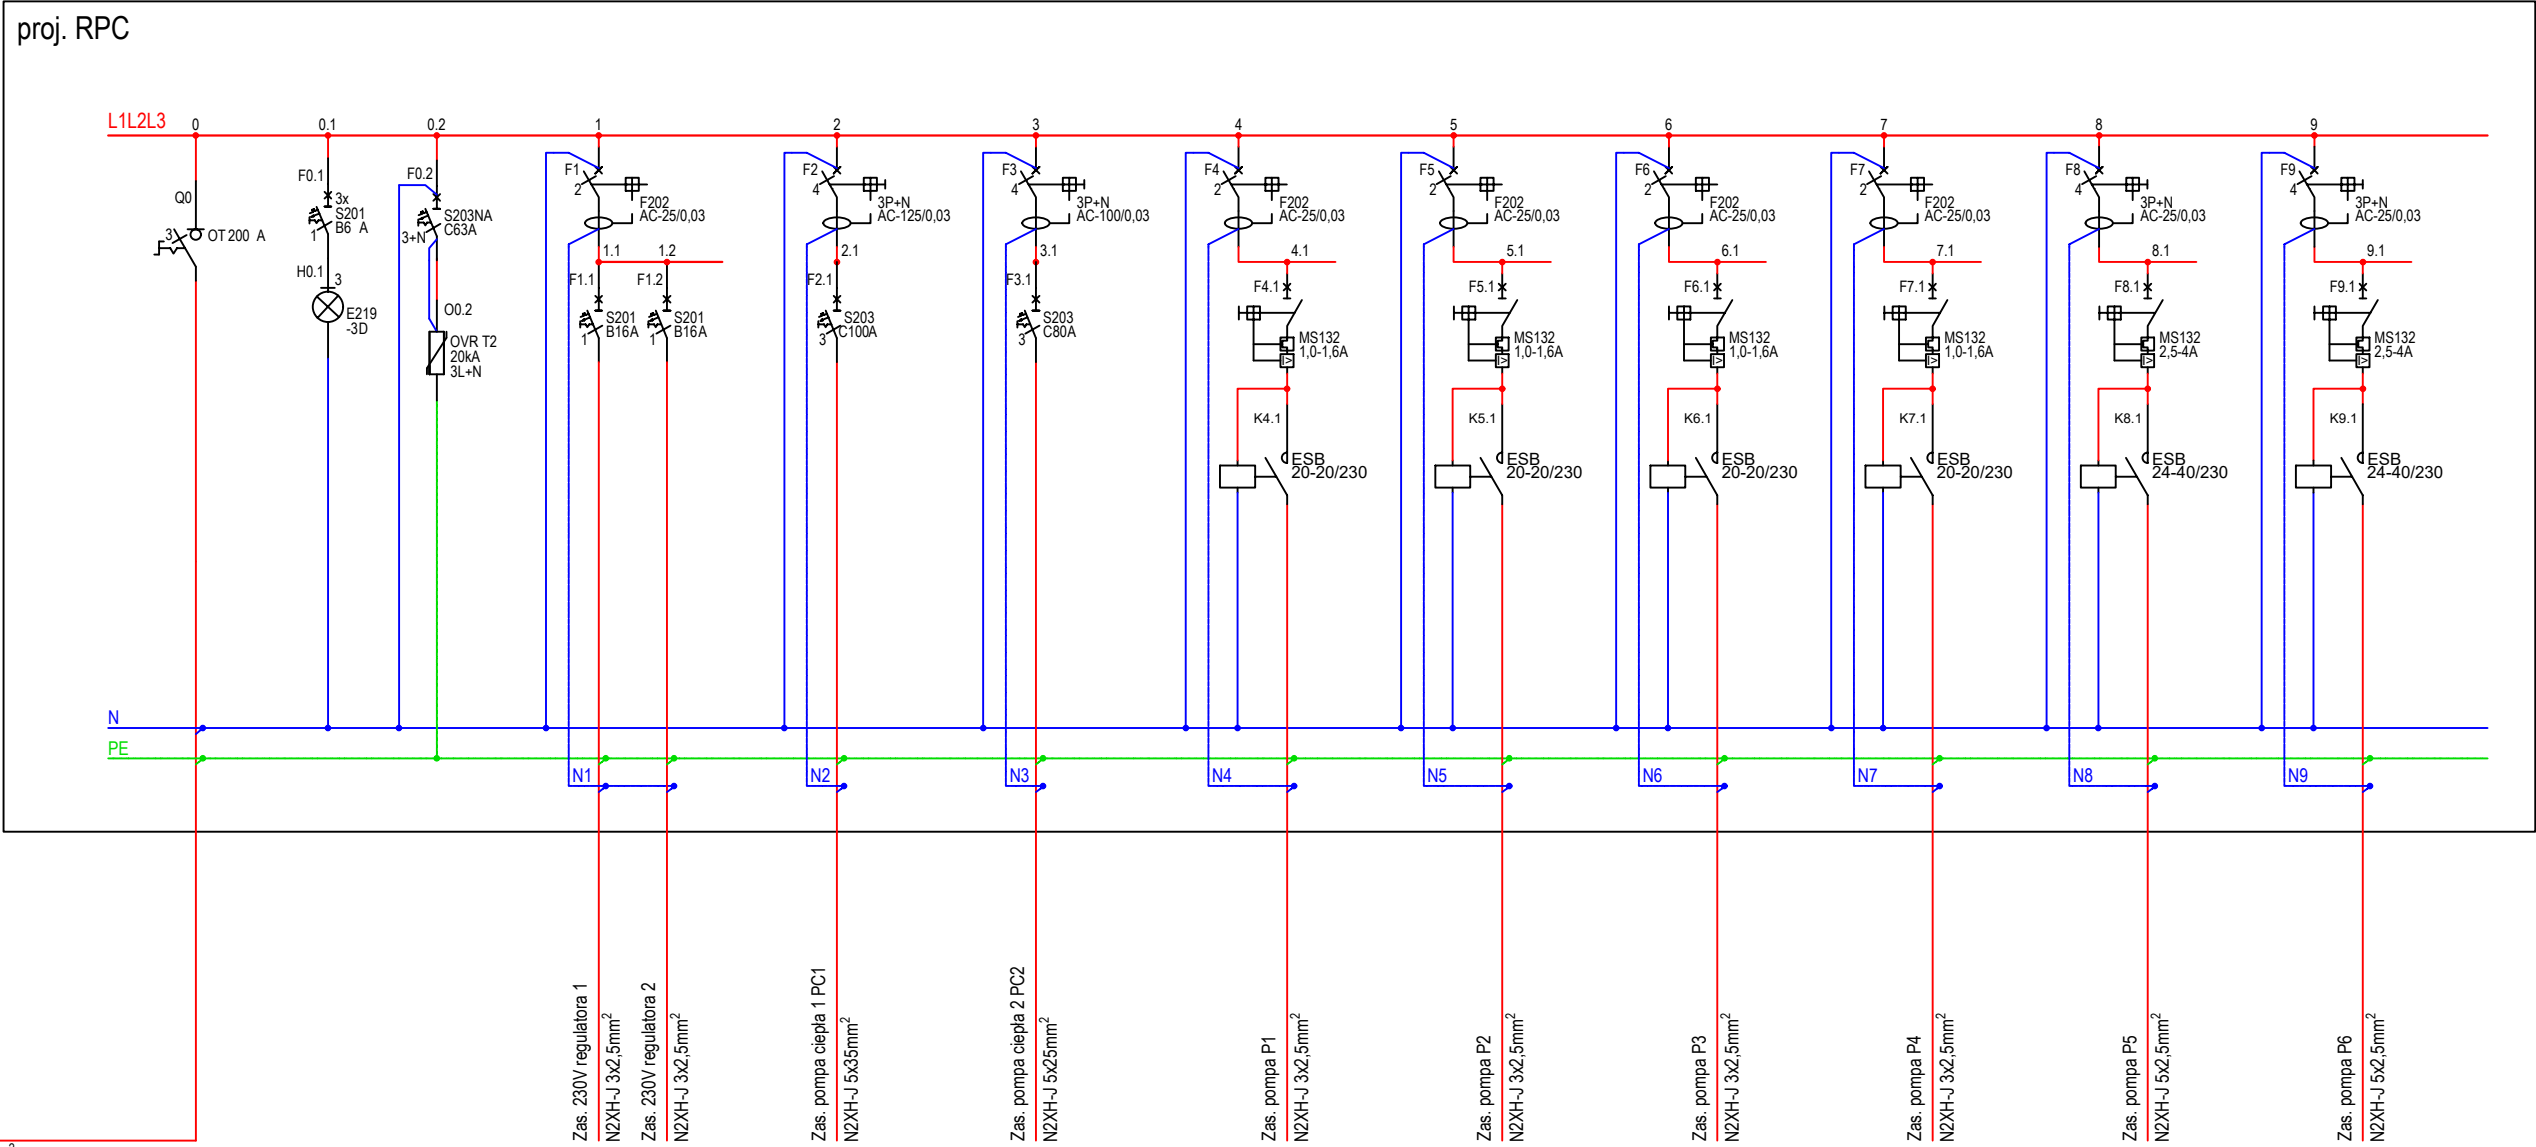 proj. RPC
L1L2L3
0
0.1
0.2
1
2
3
4
5
6
7
8
9
Q0
3
OT 200 A
F0.1
3x
S201
B6 A
1
H0.1
3
E219
-3D
F0.2
S203NA
C63A
3+N
O0.2
OVR T2
20kA
3L+N
F1
2
F202
AC-25/0,03
1.1
1.2
F1.1
S201
B16A
1
F1.2
S201
B16A
1
F2
4
3P+N
AC-125/0,03
2.1
F2.1
S203
C100A
3
F3
4
3P+N
AC-100/0,03
3.1
F3.1
S203
C80A
3
F4
2
F202
AC-25/0,03
4.1
F4.1
MS132
1,0-1,6A
K4.1
ESB
20-20/230
F5
2
F202
AC-25/0,03
5.1
F5.1
MS132
1,0-1,6A
K5.1
ESB
20-20/230
F6
2
F202
AC-25/0,03
6.1
F6.1
MS132
1,0-1,6A
K6.1
ESB
20-20/230
F7
2
F202
AC-25/0,03
7.1
F7.1
MS132
1,0-1,6A
K7.1
ESB
20-20/230
F8
4
3P+N
AC-25/0,03
8.1
F8.1
MS132
2,5-4A
K8.1
ESB
24-40/230
F9
4
3P+N
AC-25/0,03
9.1
F9.1
MS132
2,5-4A
K9.1
ESB
24-40/230
N
PE
N1
N2
N3
N4
N5
N6
N7
N8
N9
Zas. 230V regulatora 1
N2XH-J 3x2,5mm²
Zas. 230V regulatora 2
N2XH-J 3x2,5mm²
Zas. pompa ciepła 1 PC1
N2XH-J 5x35mm²
Zas. pompa ciepła 2 PC2
N2XH-J 5x25mm²
Zas. pompa P1
N2XH-J 3x2,5mm²
Zas. pompa P2
N2XH-J 3x2,5mm²
Zas. pompa P3
N2XH-J 3x2,5mm²
Zas. pompa P4
N2XH-J 3x2,5mm²
Zas. pompa P5
N2XH-J 5x2,5mm²
Zas. pompa P6
N2XH-J 5x2,5mm²